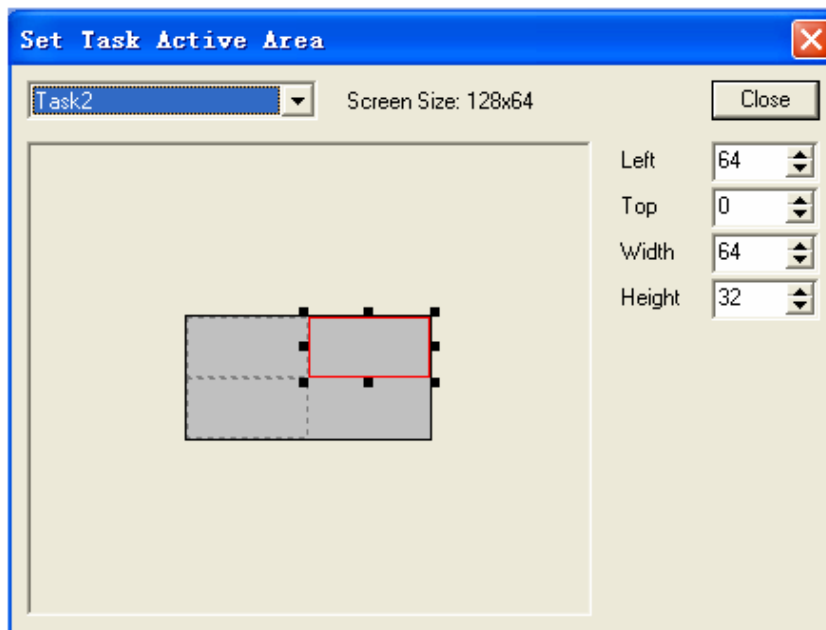 Set Task Active Area
Task2
Screen Size: 128x64
Close
Left 64
Top 0
Width 64
Height 32